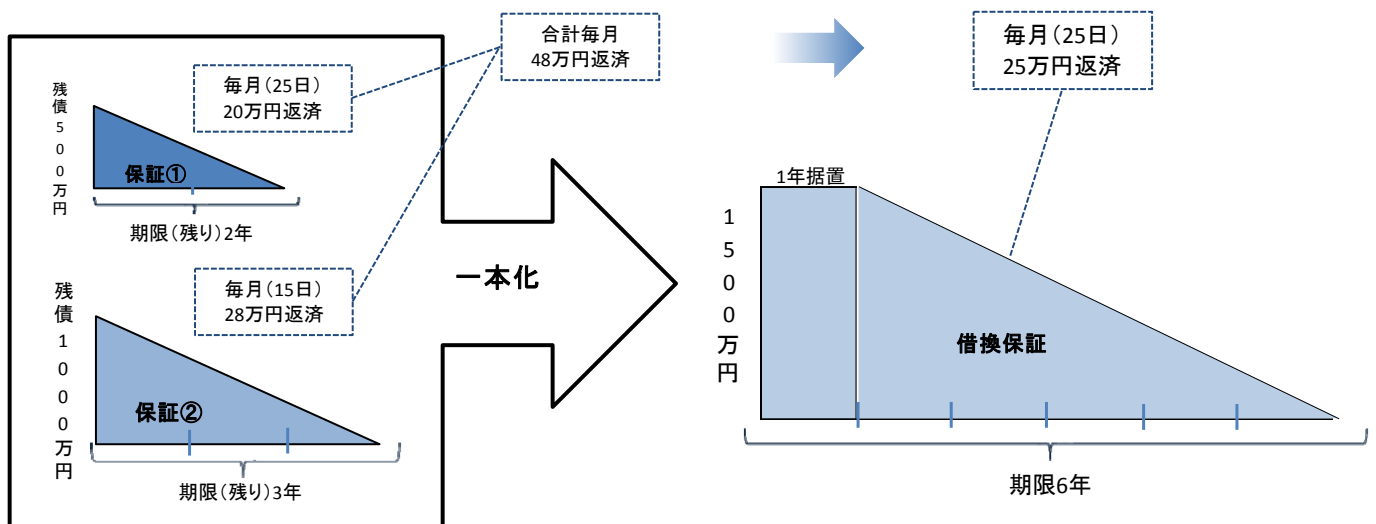 残債500万円
毎月(25日)
20万円返済
合計毎月
48万円返済
保証①
期限(残り)2年
残債1000万円
毎月(15日)
28万円返済
保証②
期限(残り)3年
一本化
毎月(25日)
25万円返済
1年据置
1500万円
借換保証
期限6年